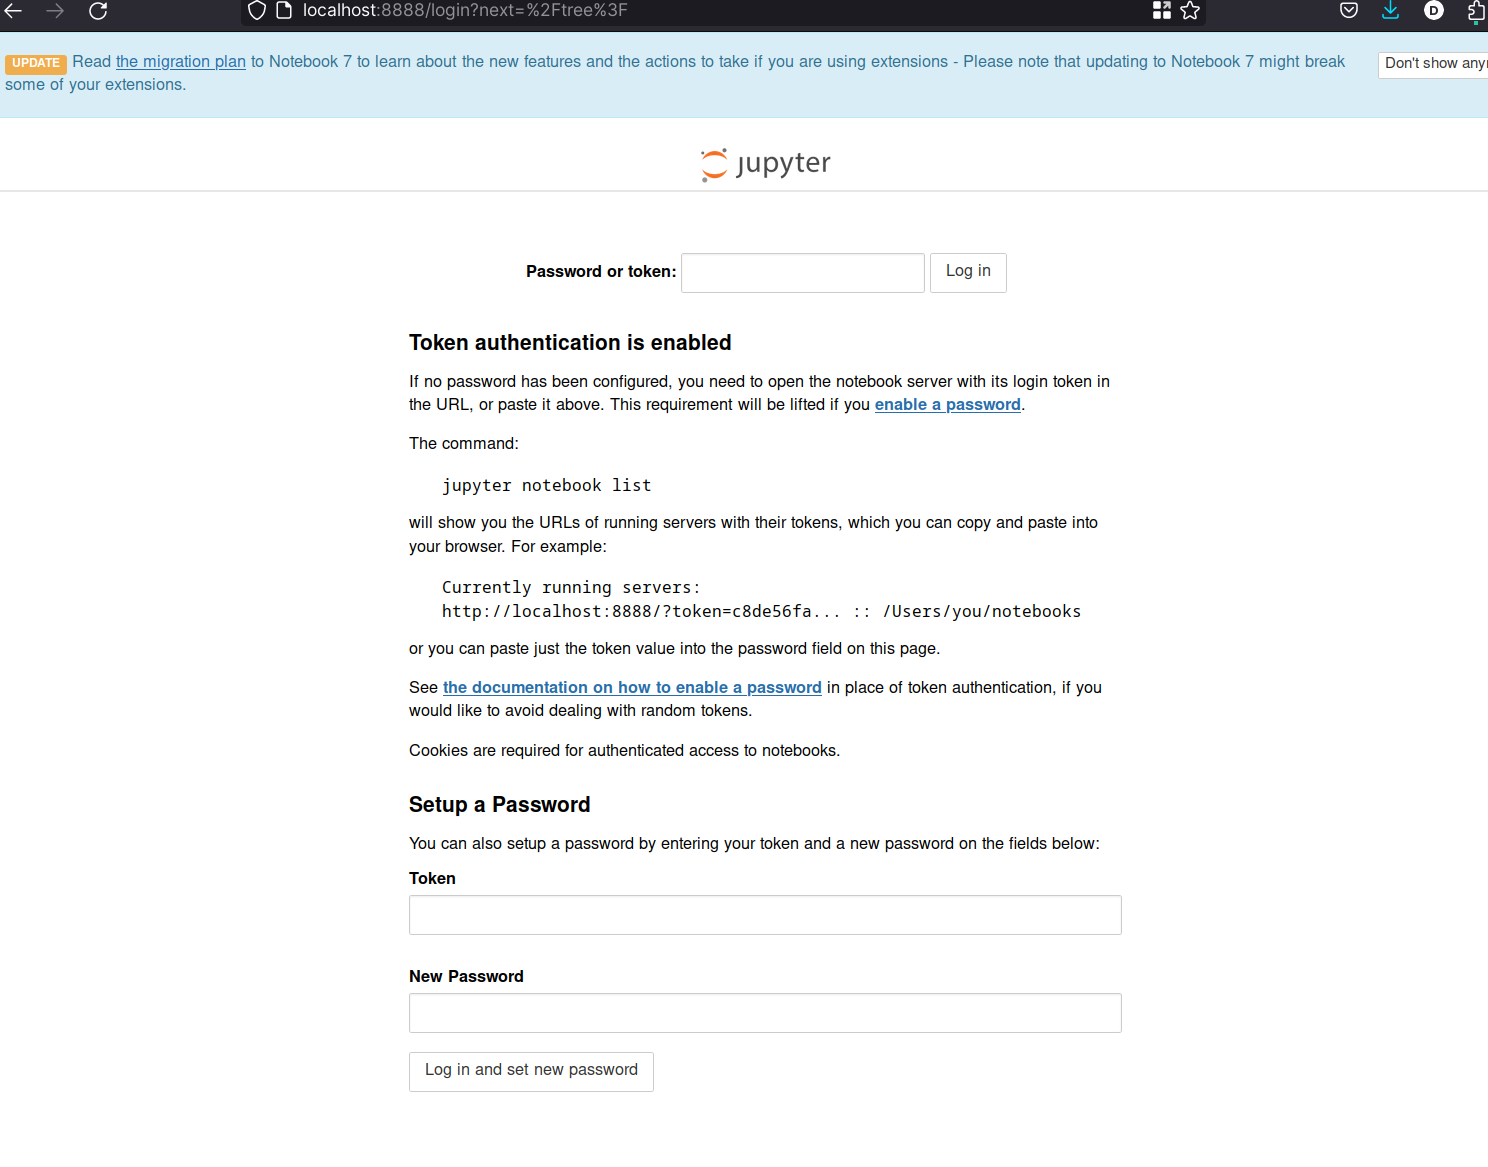 localhost:8888/login?next=%2Ftree%3F
D
UPDATE Read the migration plan to Notebook 7 to learn about the new features and the actions to take if you are using extensions - Please note that updating to Notebook 7 might break
some of your extensions.
Don't show any
jupyter
Password or token:
Log in
Token authentication is enabled
If no password has been configured, you need to open the notebook server with its login token in
the URL, or paste it above. This requirement will be lifted if you enable a password.
The command:
jupyter notebook list
will show you the URLs of running servers with their tokens, which you can copy and paste into
your browser. For example:
Currently running servers:
http://localhost:8888/?token=c8de56fa... :: /Users/you/notebooks
or you can paste just the token value into the password field on this page.
See the documentation on how to enable a password in place of token authentication, if you
would like to avoid dealing with random tokens.
Cookies are required for authenticated access to notebooks.
Setup a Password
You can also setup a password by entering your token and a new password on the fields below:
Token
New Password
Log in and set new password